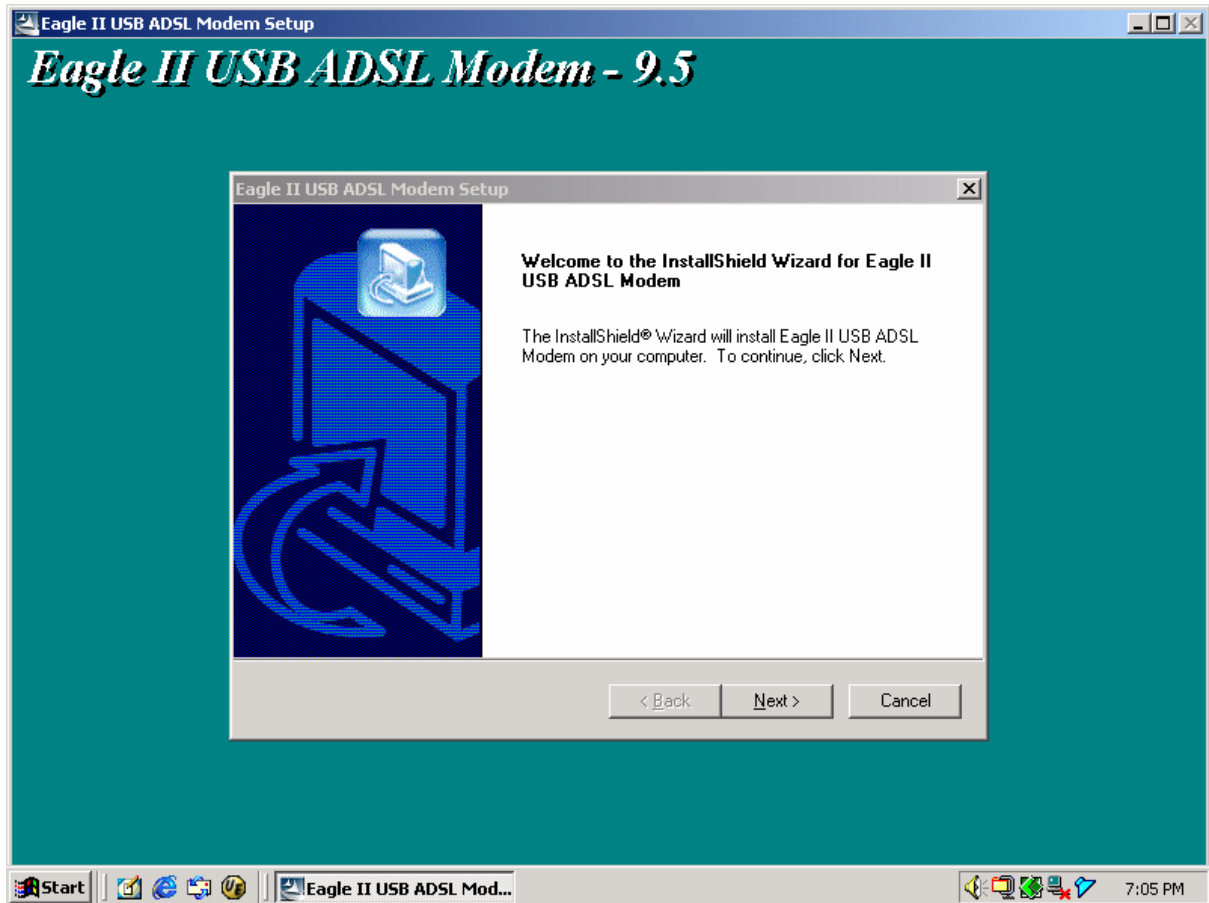 Eagle II USB ADSL Modem Setup
Eagle II USB ADSL Modem - 9.5
Eagle II USB ADSL Modem Setup
Welcome to the InstallShield Wizard for Eagle II
USB ADSL Modem
The InstallShield® Wizard will install Eagle II USB ADSL
Modem on your computer. To continue, click Next.
< Back
Next >
Cancel
Start
Eagle II USB ADSL Mod...
7:05 PM